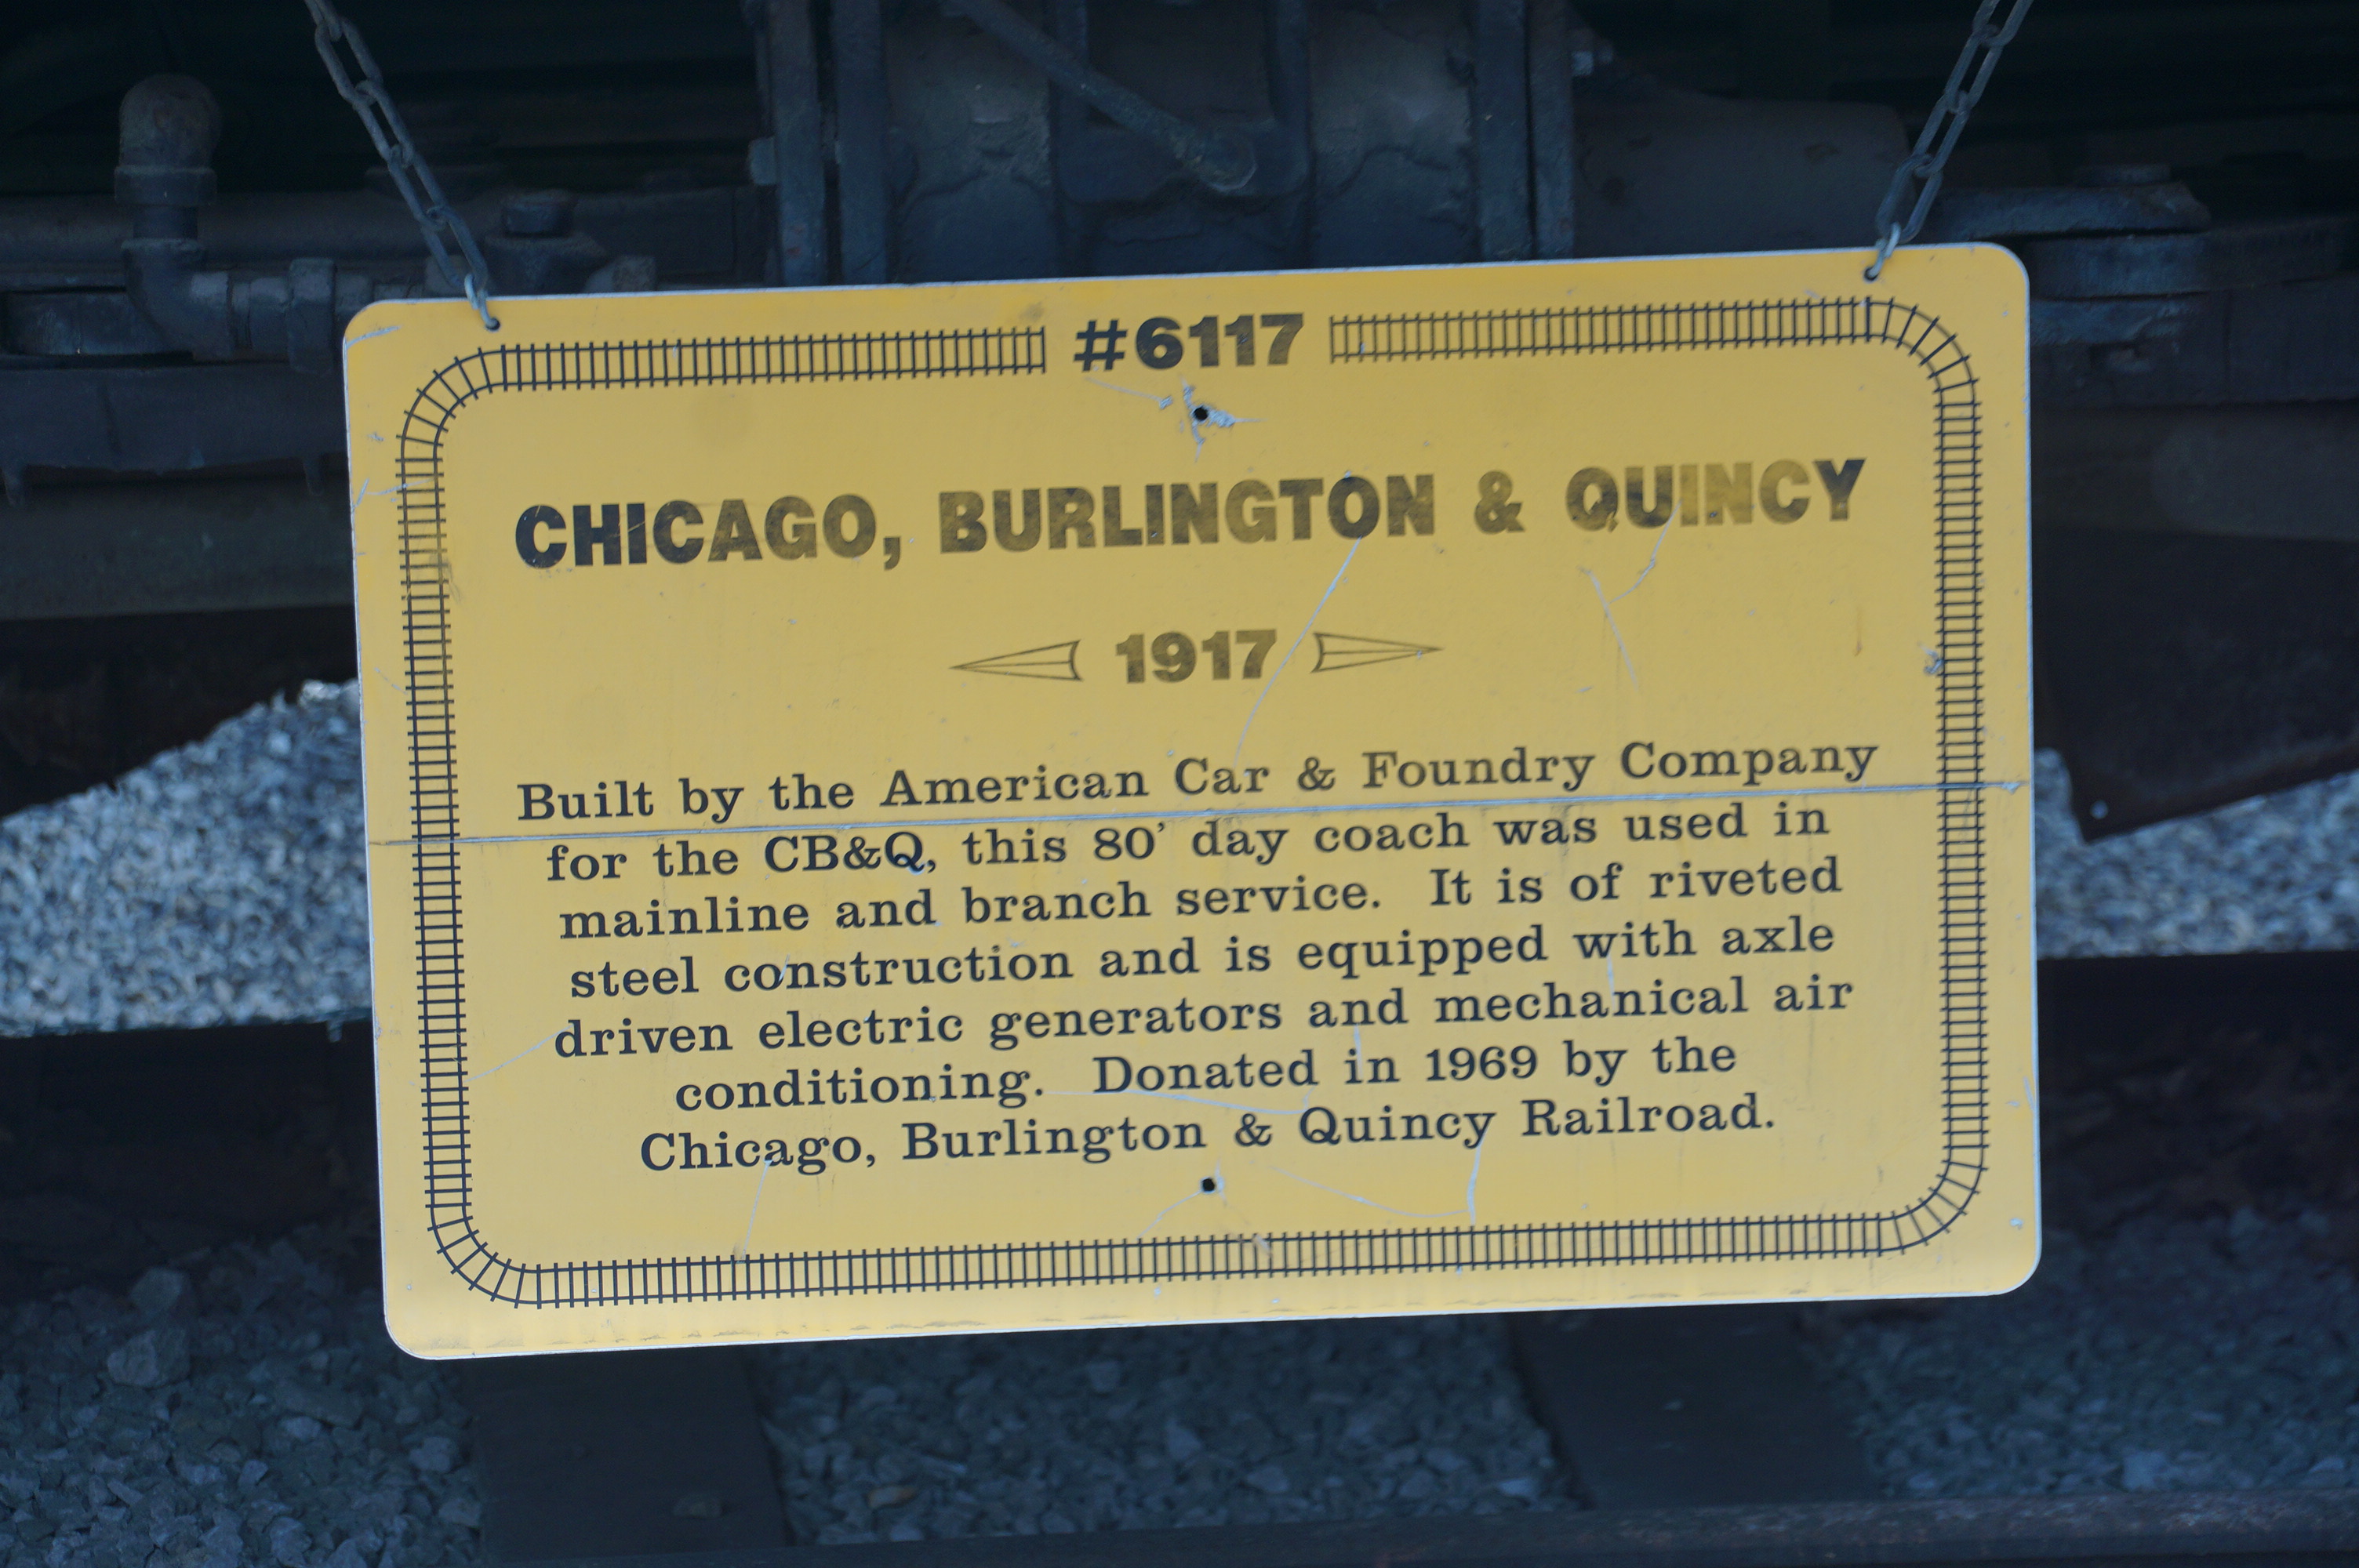 #6117
CHICAGO, BURLINGTON & QUINCY
1917
Built by the American Car & Foundry Company
for the CB&Q, this 80' day coach was used in
mainline and branch service. It is of riveted
steel construction and is equipped with axle
driven electric generators and mechanical air
conditioning. Donated in 1969 by the
Chicago, Burlington & Quincy Railroad.